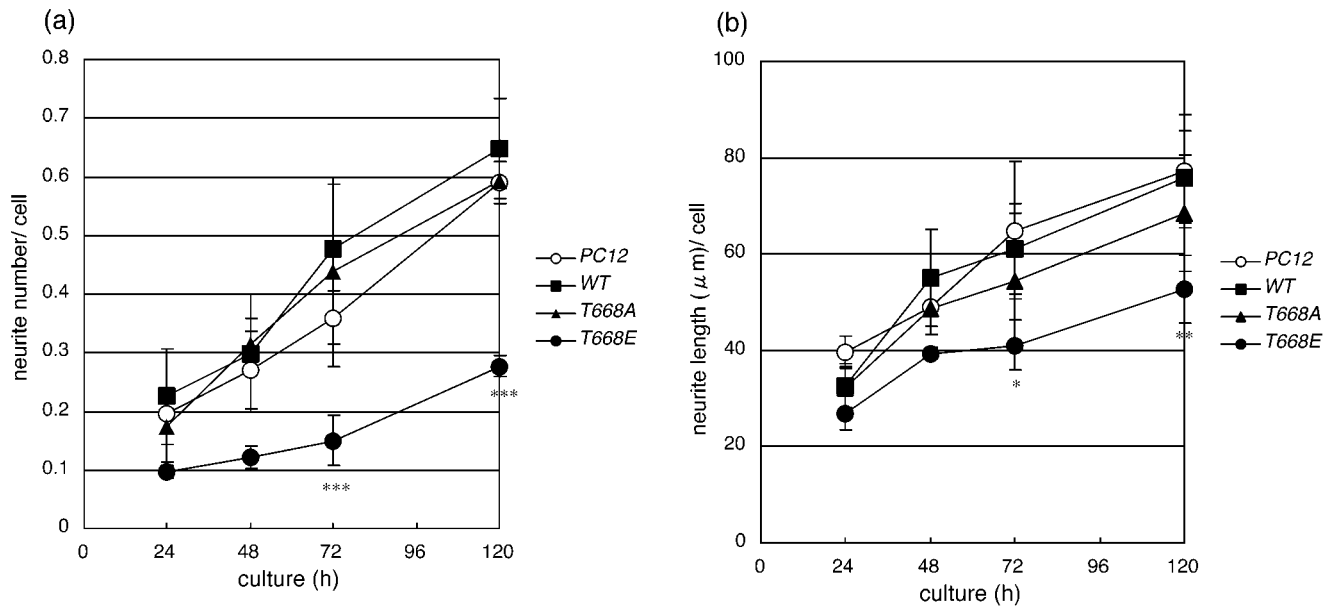 (a)
0.8
0.7
0.6
0.5
0.4
0.3
0.2
0.1
0
neurite number/ cell
0 24 48 72 96 120
culture (h)
***
***
PC12
WT
T668A
T668E
(b)
100
80
60
40
20
0
neurite length ( μm)/ cell
0 24 48 72 96 120
culture (h)
*
**
PC12
WT
T668A
T668E